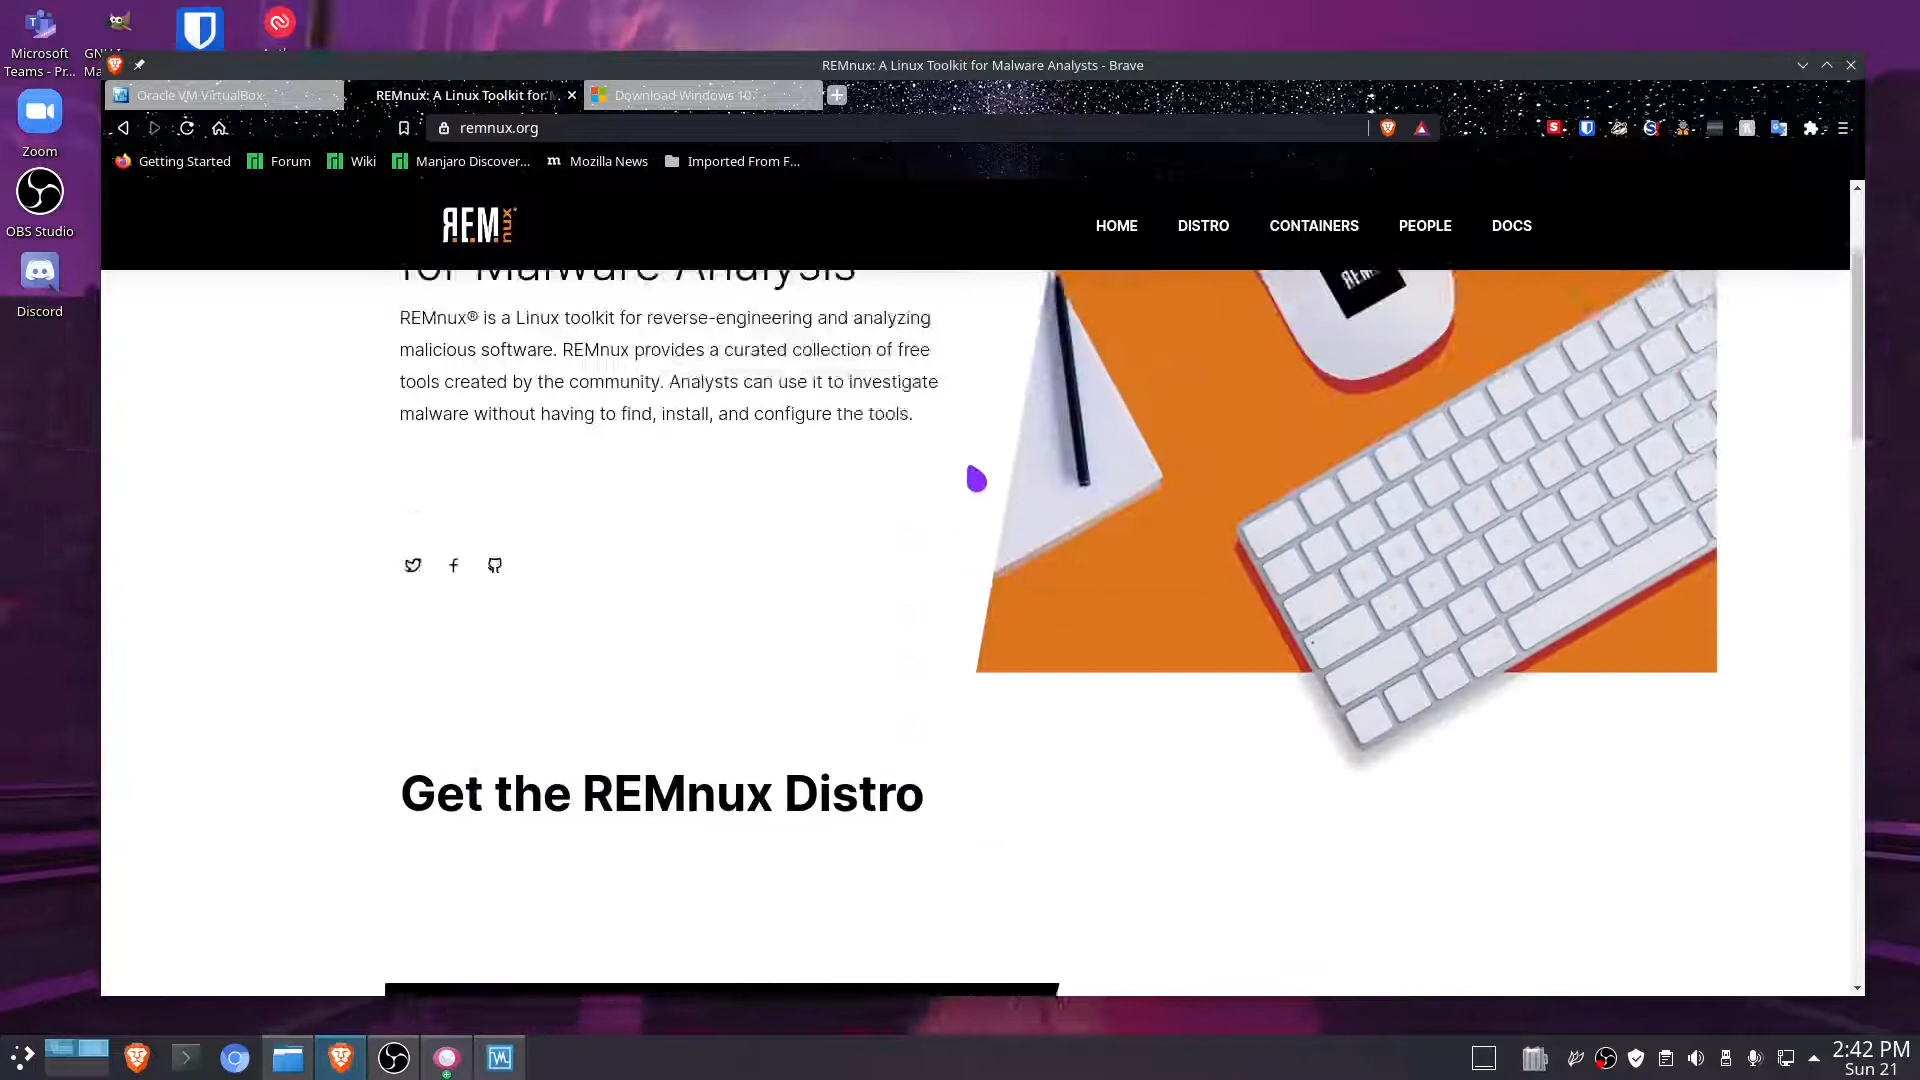 Microsoft
Teams - Pr...
Zoom
OBS Studio
Discord
REMnux: A Linux Toolkit for Malware Analysts - Brave
Oracle VM VirtualBox
REMnux: A Linux Toolkit for
Download Windows 10
remnux.org
Getting Started
Forum
Wiki
Manjaro Discover...
Mozilla News
Imported From F...
REMnux
HOME
DISTRO
CONTAINERS
PEOPLE
DOCS
for Malware Analysis
REMnux® is a Linux toolkit for reverse-engineering and analyzing
malicious software. REMnux provides a curated collection of free
tools created by the community. Analysts can use it to investigate
malware without having to find, install, and configure the tools.
Get the REMnux Distro
2:42 PM
Sun 21